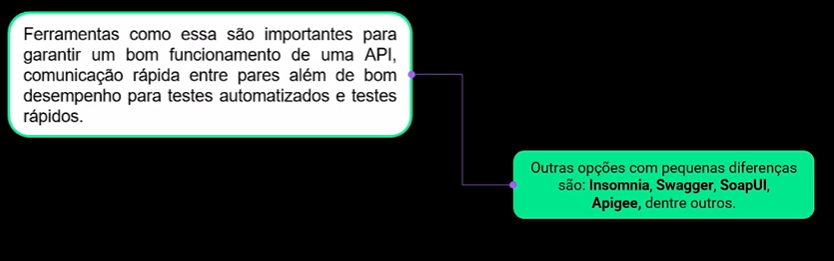 Ferramentas como essa são importantes para
garantir um bom funcionamento de uma API,
comunicação rápida entre pares além de bom
desempenho para testes automatizados e testes
rápidos.
Outras opções com pequenas diferenças
são: Insomnia, Swagger, SoapUI,
Apigee, dentre outros.